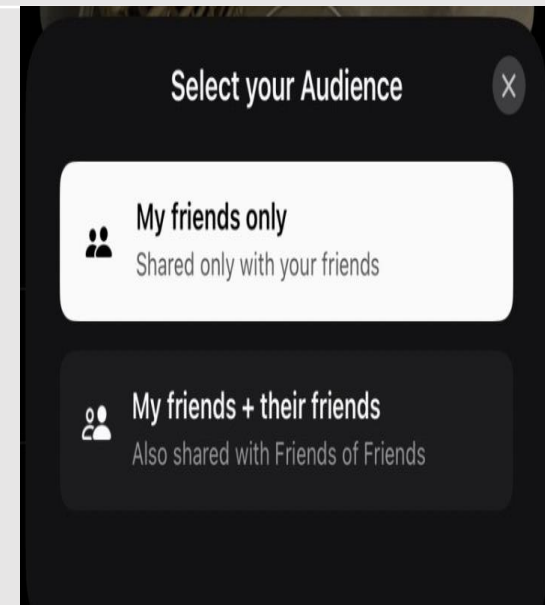 Select your Audience
My friends only
Shared only with your friends
My friends + their friends
Also shared with Friends of Friends